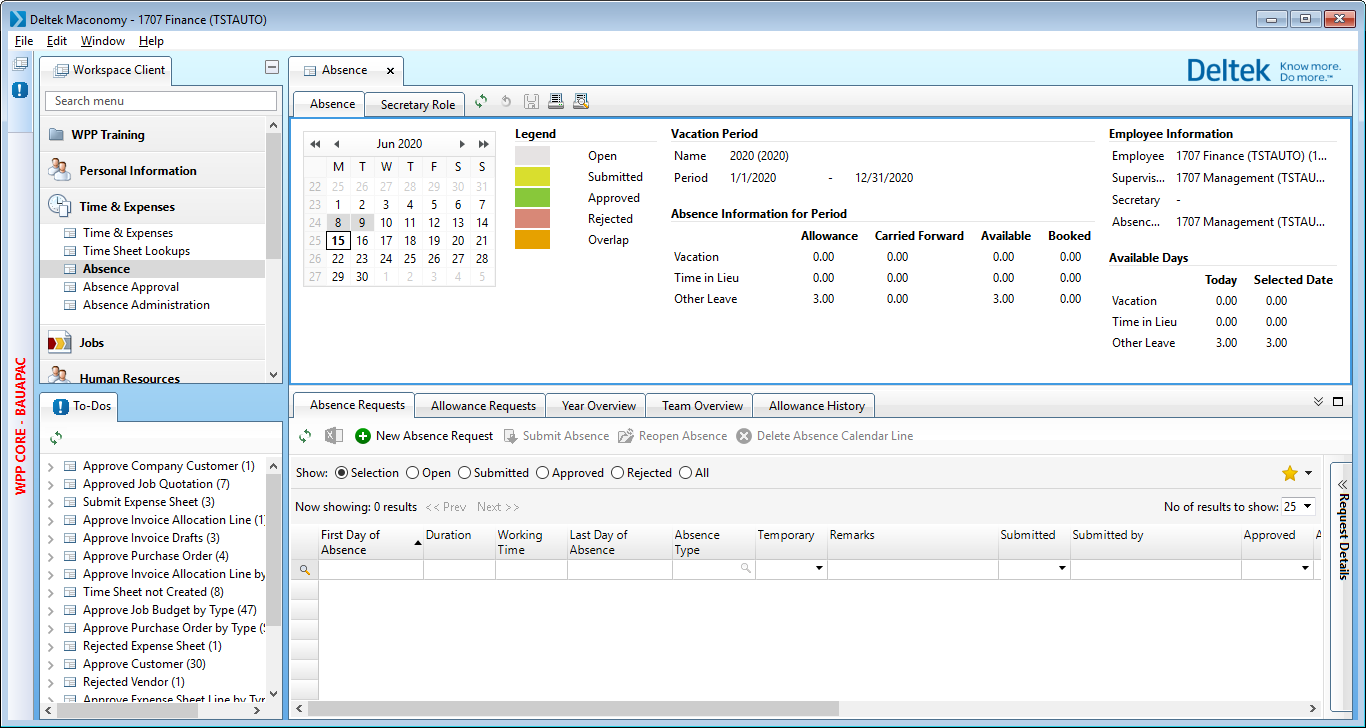 Deltek Maconomy - 1707 Finance (TSTAUTO)
File Edit Window Help
WPP CORE - BAUAPAC
Workspace Client
Search menu
WPP Training
Personal Information
Time & Expenses
Time & Expenses
Time Sheet Lookups
Absence
Absence Approval
Absence Administration
Jobs
Human Resources
To-Dos
Approve Company Customer (1)
Approved Job Quotation (7)
Submit Expense Sheet (3)
Approve Invoice Allocation Line (1)
Approve Invoice Drafts (3)
Approve Purchase Order (4)
Approve Invoice Allocation Line by
Time Sheet not Created (8)
Approve Job Budget by Type (47)
Approve Purchase Order by Type (
Rejected Expense Sheet (1)
Approve Customer (30)
Rejected Vendor (1)
Approve Expense Sheet Line by Typ
Absence
Deltek Know more.
Do more.™
Absence Secretary Role
Jun 2020
M T W T F S S
22 25 26 27 28 29 30 31
23 1 2 3 4 5 6 7
24 8 9 10 11 12 13 14
25 15 16 17 18 19 20 21
26 22 23 24 25 26 27 28
27 29 30 1 2 3 4 5
Legend
Open
Submitted
Approved
Rejected
Overlap
Vacation Period
Name 2020 (2020)
Period 1/1/2020 - 12/31/2020
Absence Information for Period
Allowance Carried Forward Available Booked
Vacation 0.00 0.00 0.00 0.00
Time in Lieu 0.00 0.00 0.00 0.00
Other Leave 3.00 0.00 3.00 0.00
Employee Information
Employee 1707 Finance (TSTAUTO) (1...
Supervis... 1707 Management (TSTAU...
Secretary -
Absenc... 1707 Management (TSTAU...
Available Days
Today Selected Date
Vacation 0.00 0.00
Time in Lieu 0.00 0.00
Other Leave 3.00 3.00
Absence Requests Allowance Requests Year Overview Team Overview Allowance History
New Absence Request Submit Absence Reopen Absence Delete Absence Calendar Line
Show: Selection Open Submitted Approved Rejected All
Now showing: 0 results << Prev Next >> No of results to show: 25
First Day of Absence Duration Working Time Last Day of Absence Absence Type Temporary Remarks Submitted Submitted by Approved A
Request Details